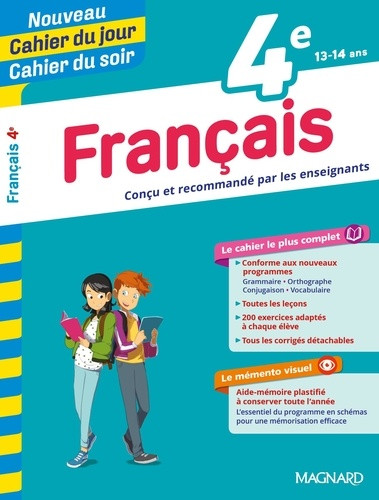 Nouveau
Cahier du jour
Cahier du soir
4e
13-14 ans
Français 4e
Français
Conçu et recommandé par les enseignants
Le cahier le plus complet
Conforme aux nouveaux
programmes
Grammaire • Orthographe
Conjugaison • Vocabulaire
Toutes les leçons
200 exercices adaptés
à chaque élève
Tous les corrigés détachables
Le mémento visuel
Aide-mémoire plastifié
à conserver toute l'année
L'essentiel du programme en schémas
pour une mémorisation efficace
MAGNARD